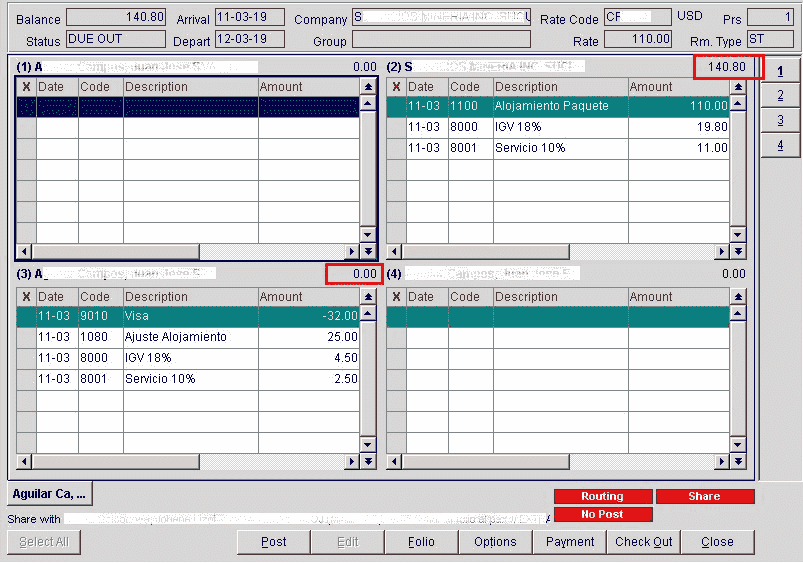 Balance 140.80 Arrival 11-03-19 Company S Rate Code CF USD Prs 1
Status DUE OUT Depart 12-03-19 Group Rate 110.00 Rm. Type ST
(1) A 0.00 (2) S 140.80
X Date Code Description Amount X Date Code Description Amount
11-03 1100 Alojamiento Paquete 110.00
11-03 8000 IGV 18% 19.80
11-03 8001 Servicio 10% 11.00
1
2
3
4
(3) A 0.00 (4) 0.00
X Date Code Description Amount X Date Code Description Amount
11-03 9010 Visa -32.00
11-03 1080 Ajuste Alojamiento 25.00
11-03 8000 IGV 18% 4.50
11-03 8001 Servicio 10% 2.50
Aguilar Ca, ...
Routing Share
No Post
Share with
Select All Post Edit Folio Options Payment Check Out Close